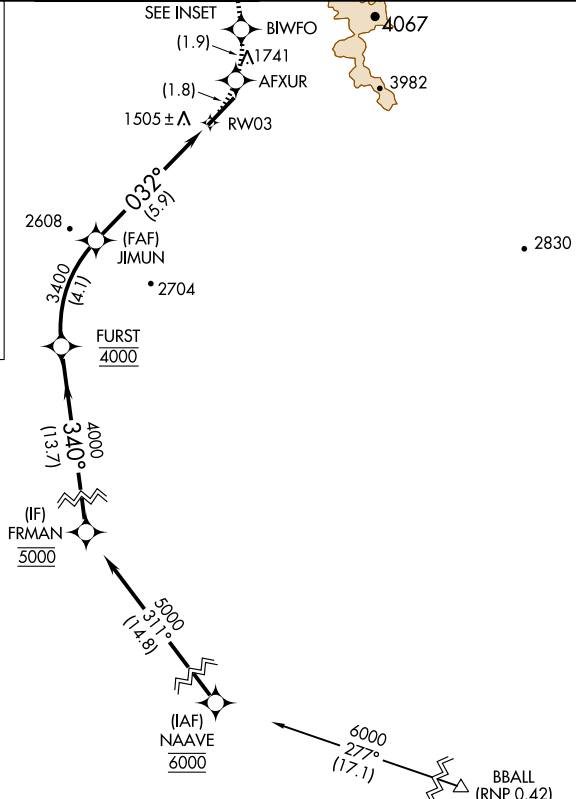 SEE INSET
BIWFO
4067
(1.9)
1741
AFXUR
3982
(1.8)
1505 ±
RW03
032°
(5.9)
2608
(FAF)
JIMUN
2830
3400
(4.1)
2704
FURST
4000
4000
340°
(13.7)
(IF)
FRMAN
5000
5000
311°
(14.8)
(IAF)
NAAVE
6000
6000
277°
(17.1)
BBALL
(RNP 0.42)